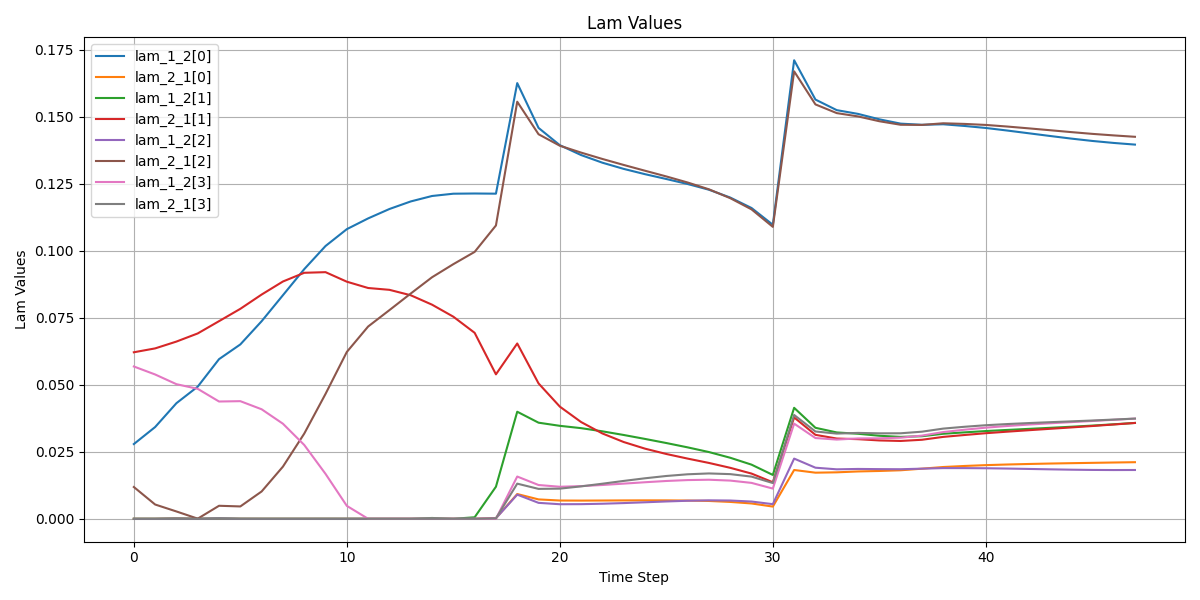 Lam Values
lam_1_2[0]
lam_2_1[0]
lam_1_2[1]
lam_2_1[1]
lam_1_2[2]
lam_2_1[2]
lam_1_2[3]
lam_2_1[3]
Lam Values
0.175
0.150
0.125
0.100
0.075
0.050
0.025
0.000
0 10 20 30 40
Time Step